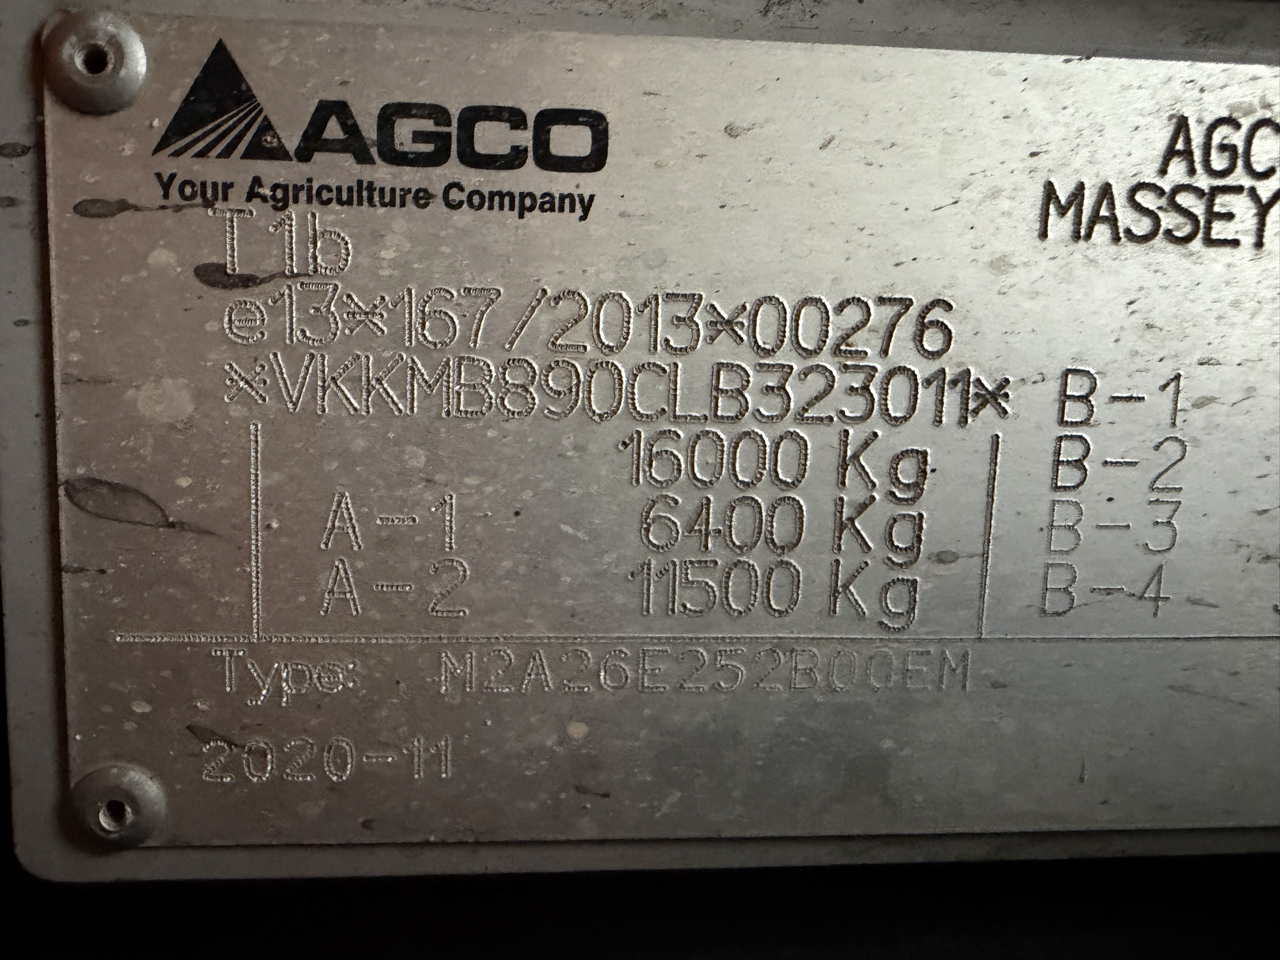 AGCO
Your Agriculture Company
AGC
MASSEY
T1b
e13*167/2013*00276
*VKKMB890CLB323011* B-1
16000 Kg B-2
A-1 6400 Kg B-3
A-2 11500 Kg B-4
Type: M2A26E252B00EM
2020-11